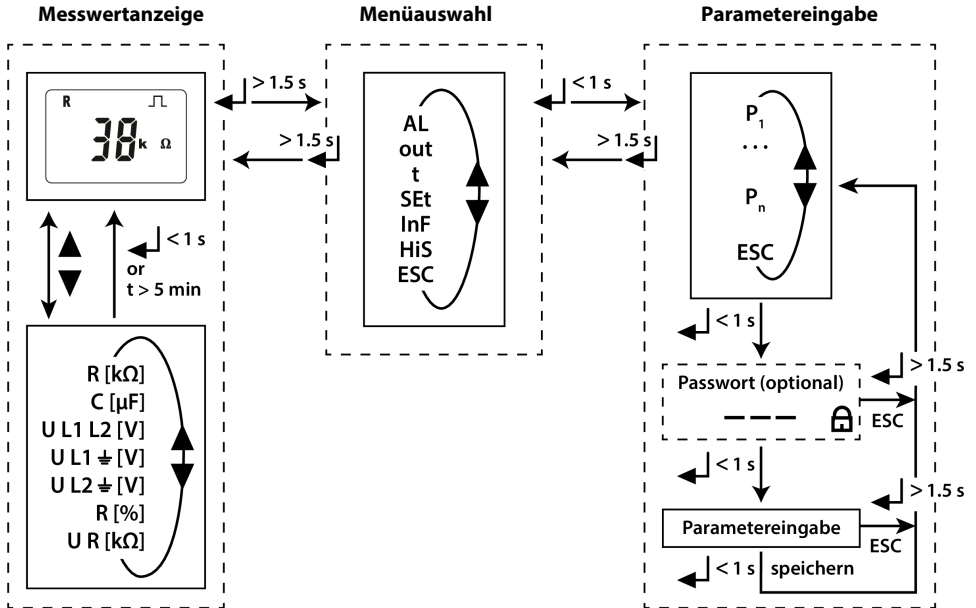 Messwertanzeige
Menüauswahl
Parametereingabe
R
38 k Ω
> 1.5 s
> 1.5 s
< 1 s
or
t > 5 min
R [kΩ]
C [µF]
U L1 L2 [V]
U L1 ⏚ [V]
U L2 ⏚ [V]
R [%]
U R [kΩ]
AL
out
t
SEt
InF
HiS
ESC
< 1 s
> 1.5 s
P1
...
Pn
ESC
< 1 s
> 1.5 s
Passwort (optional)
– – –
ESC
< 1 s
> 1.5 s
Parametereingabe
ESC
< 1 s speichern